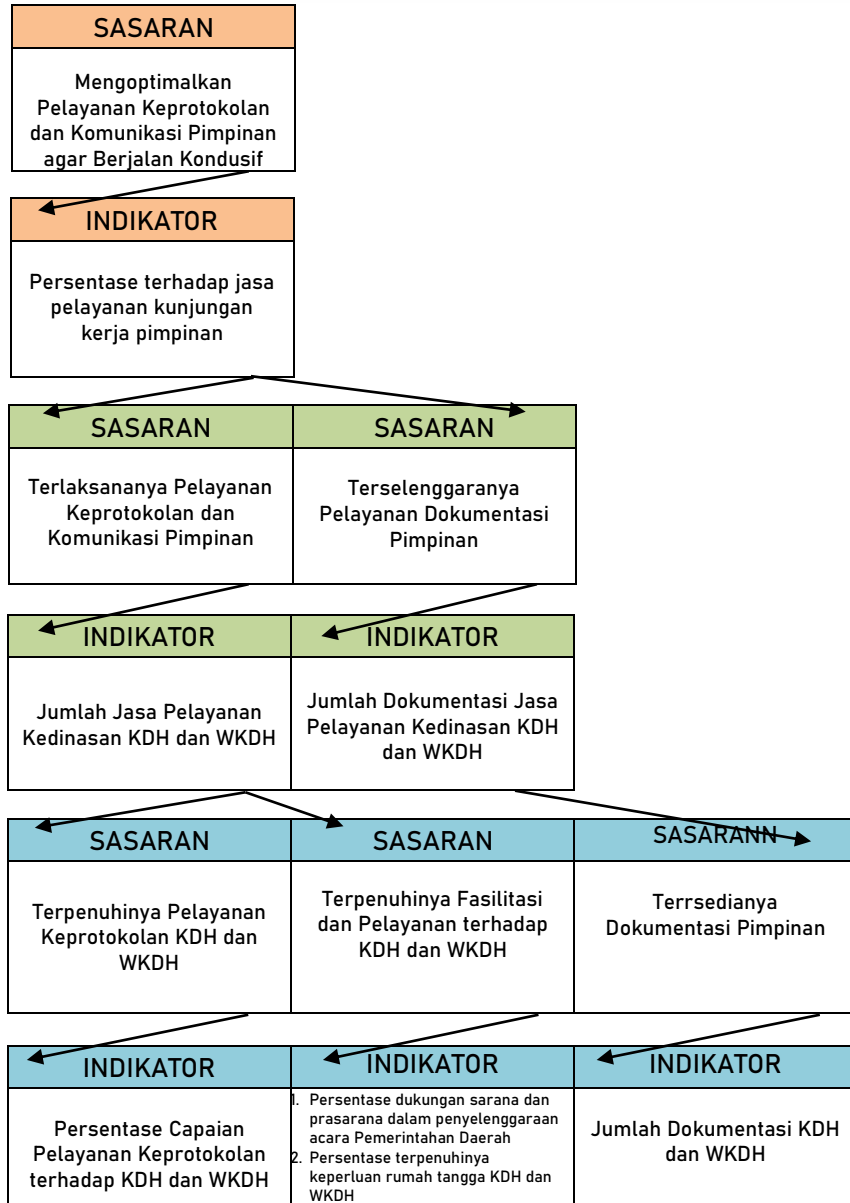 SASARAN
Mengoptimalkan
Pelayanan Keprotokolan
dan Komunikasi Pimpinan
agar Berjalan Kondusif
INDIKATOR
Persentase terhadap jasa
pelayanan kunjungan
kerja pimpinan
SASARAN
Terlaksananya Pelayanan
Keprotokolan dan
Komunikasi Pimpinan
SASARAN
Terselenggaranya
Pelayanan Dokumentasi
Pimpinan
INDIKATOR
Jumlah Jasa Pelayanan
Kedinasan KDH dan WKDH
INDIKATOR
Jumlah Dokumentasi Jasa
Pelayanan Kedinasan KDH
dan WKDH
SASARAN
Terpenuhinya Pelayanan
Keprotokolan KDH dan
WKDH
SASARAN
Terpenuhinya Fasilitasi
dan Pelayanan terhadap
KDH dan WKDH
SASARANN
Terrsedianya
Dokumentasi Pimpinan
INDIKATOR
Persentase Capaian
Pelayanan Keprotokolan
terhadap KDH dan WKDH
INDIKATOR
1. Persentase dukungan sarana dan
prasarana dalam penyelenggaraan
acara Pemerintahan Daerah
2. Persentase terpenuhinya
keperluan rumah tangga KDH dan
WKDH
INDIKATOR
Jumlah Dokumentasi KDH
dan WKDH